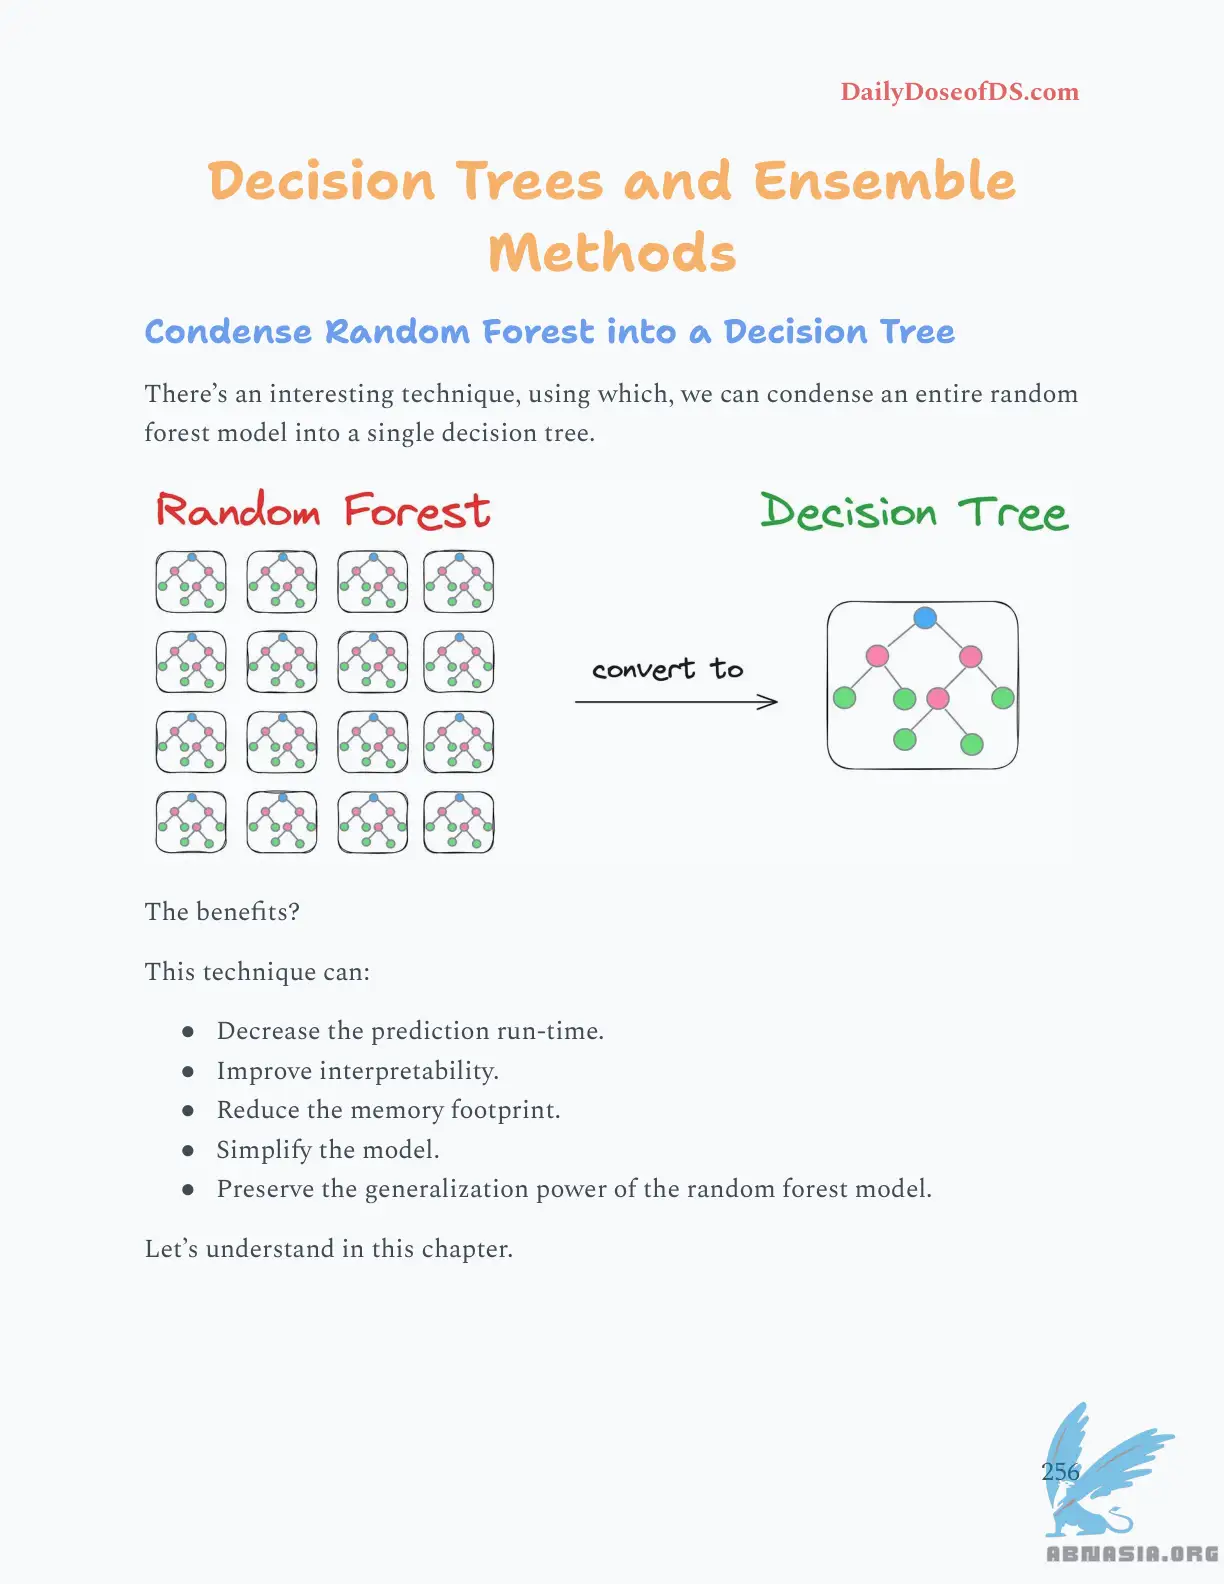 DailyDoseofDS.com
Decision Trees and Ensemble
Methods
Condense Random Forest into a Decision Tree
There’s an interesting technique, using which, we can condense an entire random
forest model into a single decision tree.
Random Forest
Decision Tree
convert to
The benefits?
This technique can:
● Decrease the prediction run-time.
● Improve interpretability.
● Reduce the memory footprint.
● Simplify the model.
● Preserve the generalization power of the random forest model.
Let’s understand in this chapter.
256
ABNASIA.ORG